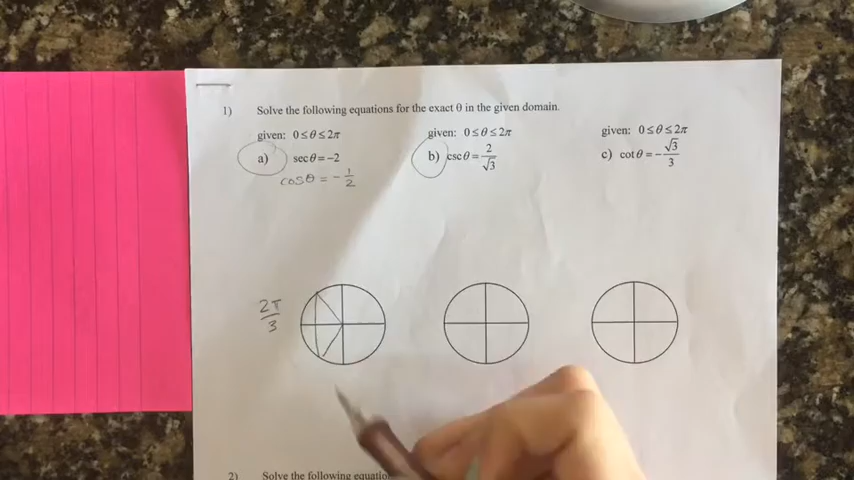 1) Solve the following equations for the exact θ in the given domain.
given: 0≤θ≤2π
a) secθ=-2
cosθ = -1/2
2π/3
given: 0≤θ≤2π
b) cscθ=2/√3
given: 0≤θ≤2π
c) cotθ=-√3/3
2) Solve the following